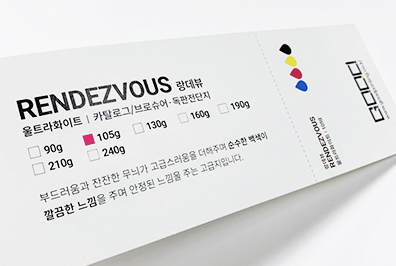 RENDEZVOUS 랑데뷰
울트라화이트 | 카탈로그/브로슈어·독판전단지
90g 105g 130g 160g 190g
210g 240g
부드러움과 잔잔한 무늬가 고급스러움을 더해주며 순수한 백색이
깔끔한 느낌을 주며 안정된 느낌을 주는 고급지입니다.
RENDEZVOUS